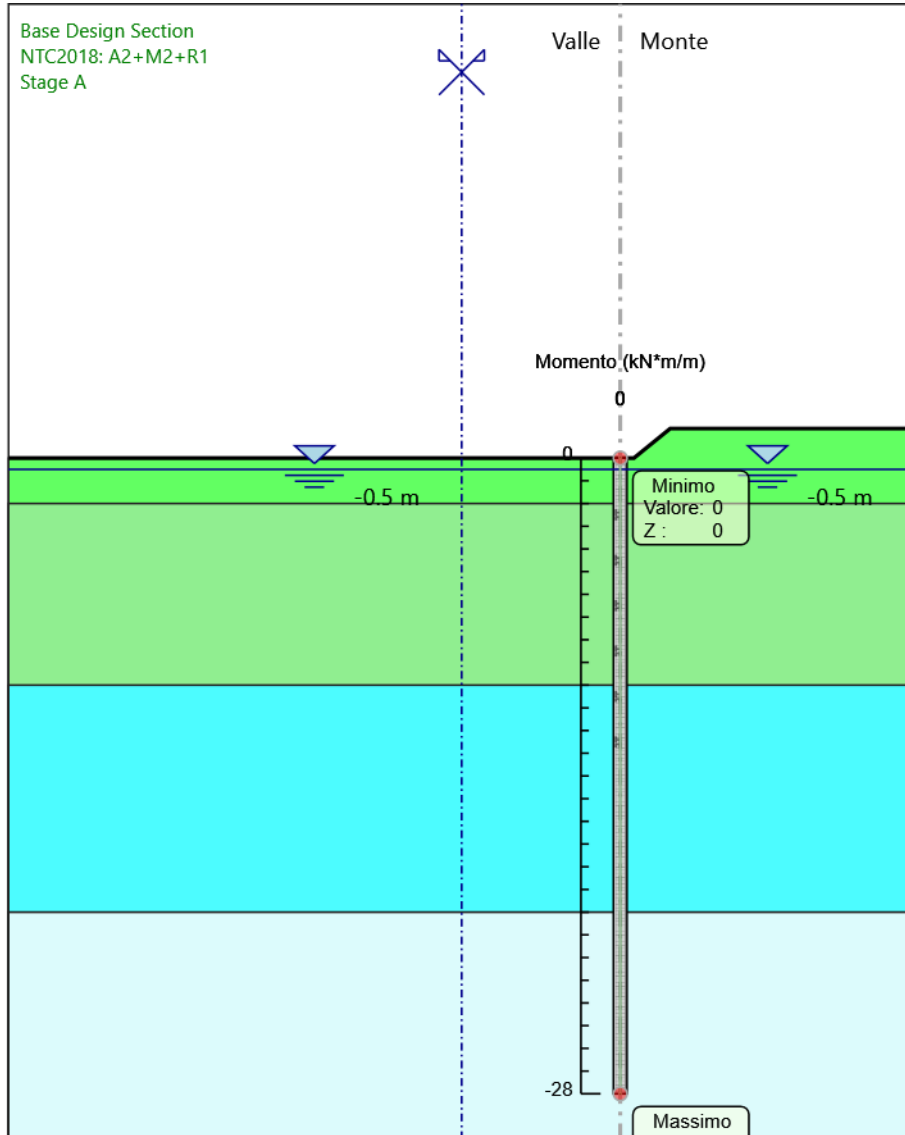 Base Design Section
NTC2018: A2+M2+R1
Stage A
Valle
Monte
Momento (kN*m/m)
0
0
-0.5 m
-0.5 m
Minimo
Valore: 0
Z : 0
-28
Massimo